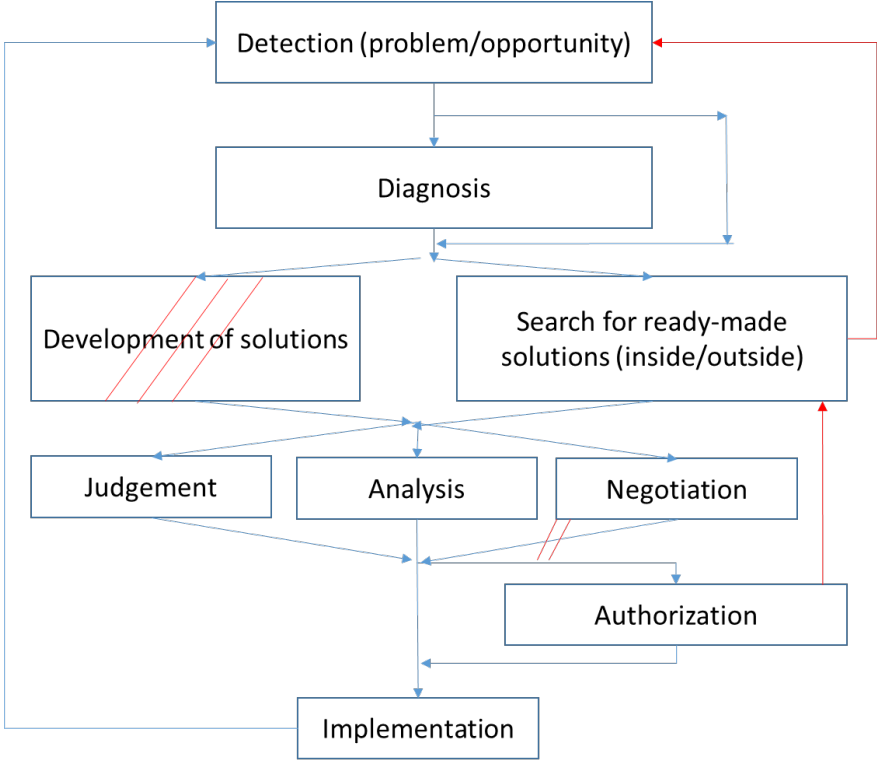 Detection (problem/opportunity)
Diagnosis
Development of solutions
Search for ready-made
solutions (inside/outside)
Judgement
Analysis
Negotiation
Authorization
Implementation